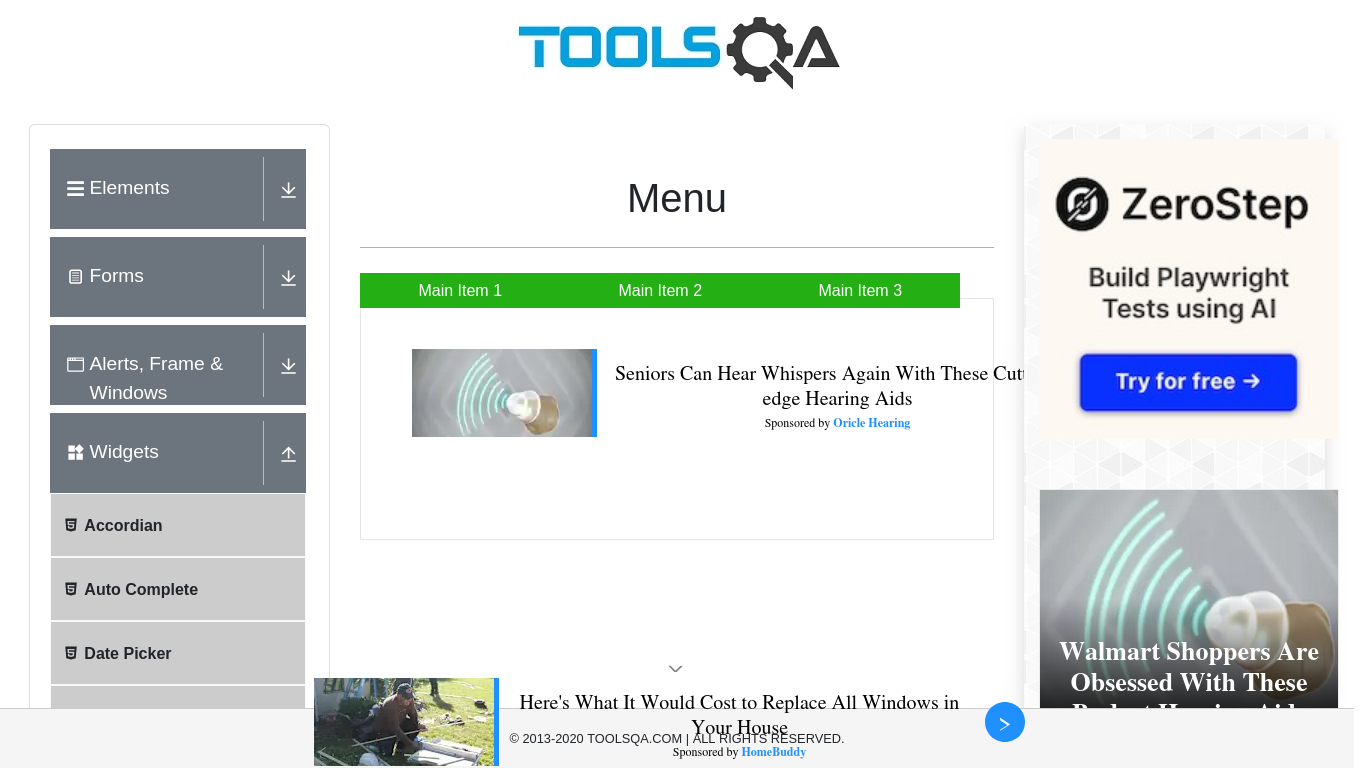 TOOLSQA
Elements
Forms
Alerts, Frame &
Windows
Widgets
Accordian
Auto Complete
Date Picker
Menu
Main Item 1
Main Item 2
Main Item 3
Seniors Can Hear Whispers Again With These
edge Hearing Aids
Sponsored by Oricle Hearing
ZeroStep
Build Playwright
Tests using AI
Try for free →
Walmart Shoppers Are
Obsessed With These
Here's What It Would Cost to Replace All Windows in
Your House
Sponsored by HomeBuddy
© 2013-2020 TOOLSQA.COM | ALL RIGHTS RESERVED.